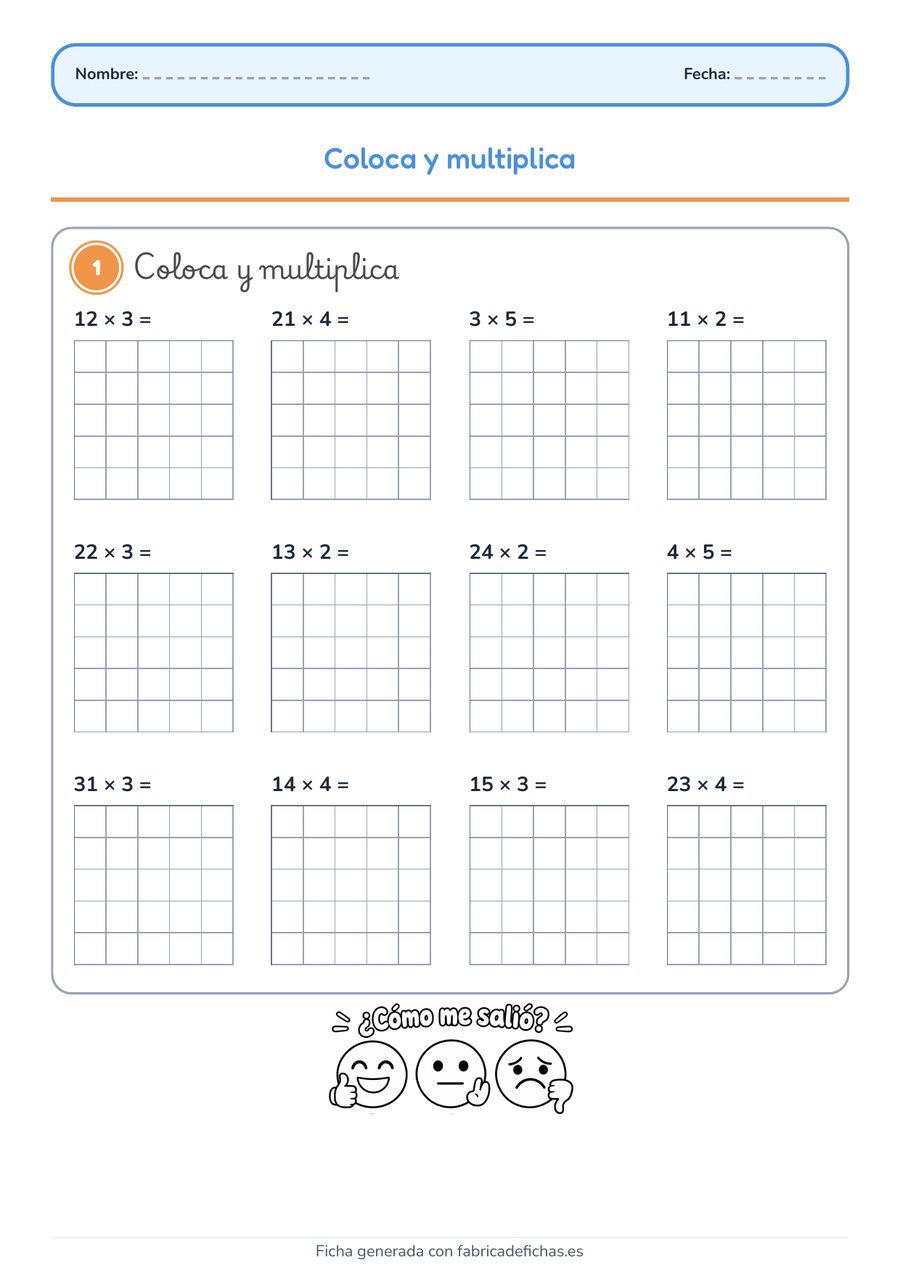 Nombre: Fecha:
Coloca y multiplica
1 Coloca y multiplica
12 × 3 = 21 × 4 = 3 × 5 = 11 × 2 =
22 × 3 = 13 × 2 = 24 × 2 = 4 × 5 =
31 × 3 = 14 × 4 = 15 × 3 = 23 × 4 =
¿Cómo me salió?
Ficha generada con fabricadefichas.es